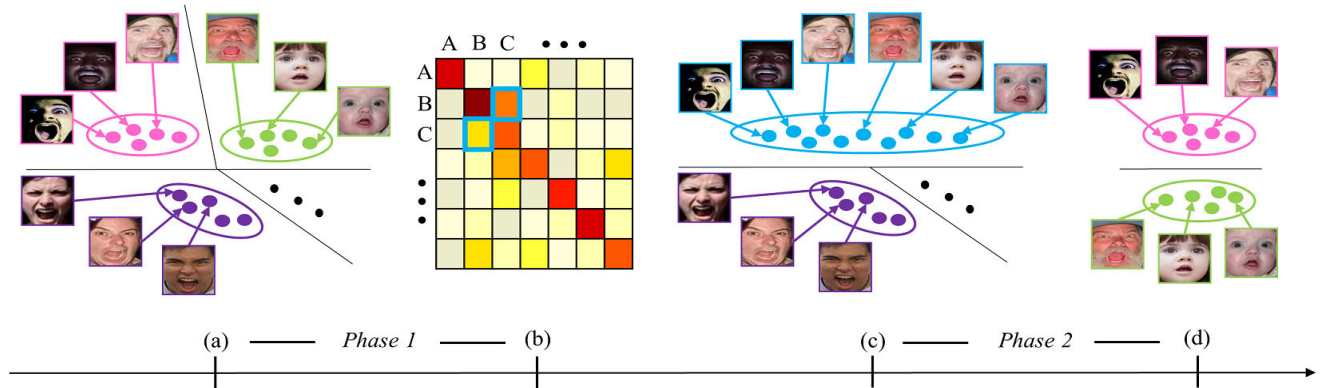 A B C • • •
A
B
C
•
•
•
(a) Phase 1 (b) (c) Phase 2 (d)